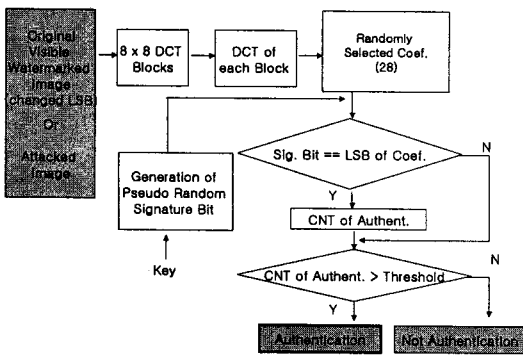 Original
Visible
Watermarked
Image
(changed LSB)
Or
Attacked
Image
8 x 8 DCT
Blocks
DCT of
each Block
Randomly
Selected Coef.
(28)
Sig. Bit == LSB of Coef.
N
Y
Generation of
Pseudo Random
Signature Bit
CNT of Authent.
Key
CNT of Authent. > Threshold
N
Y
Authentication
Not Authentication